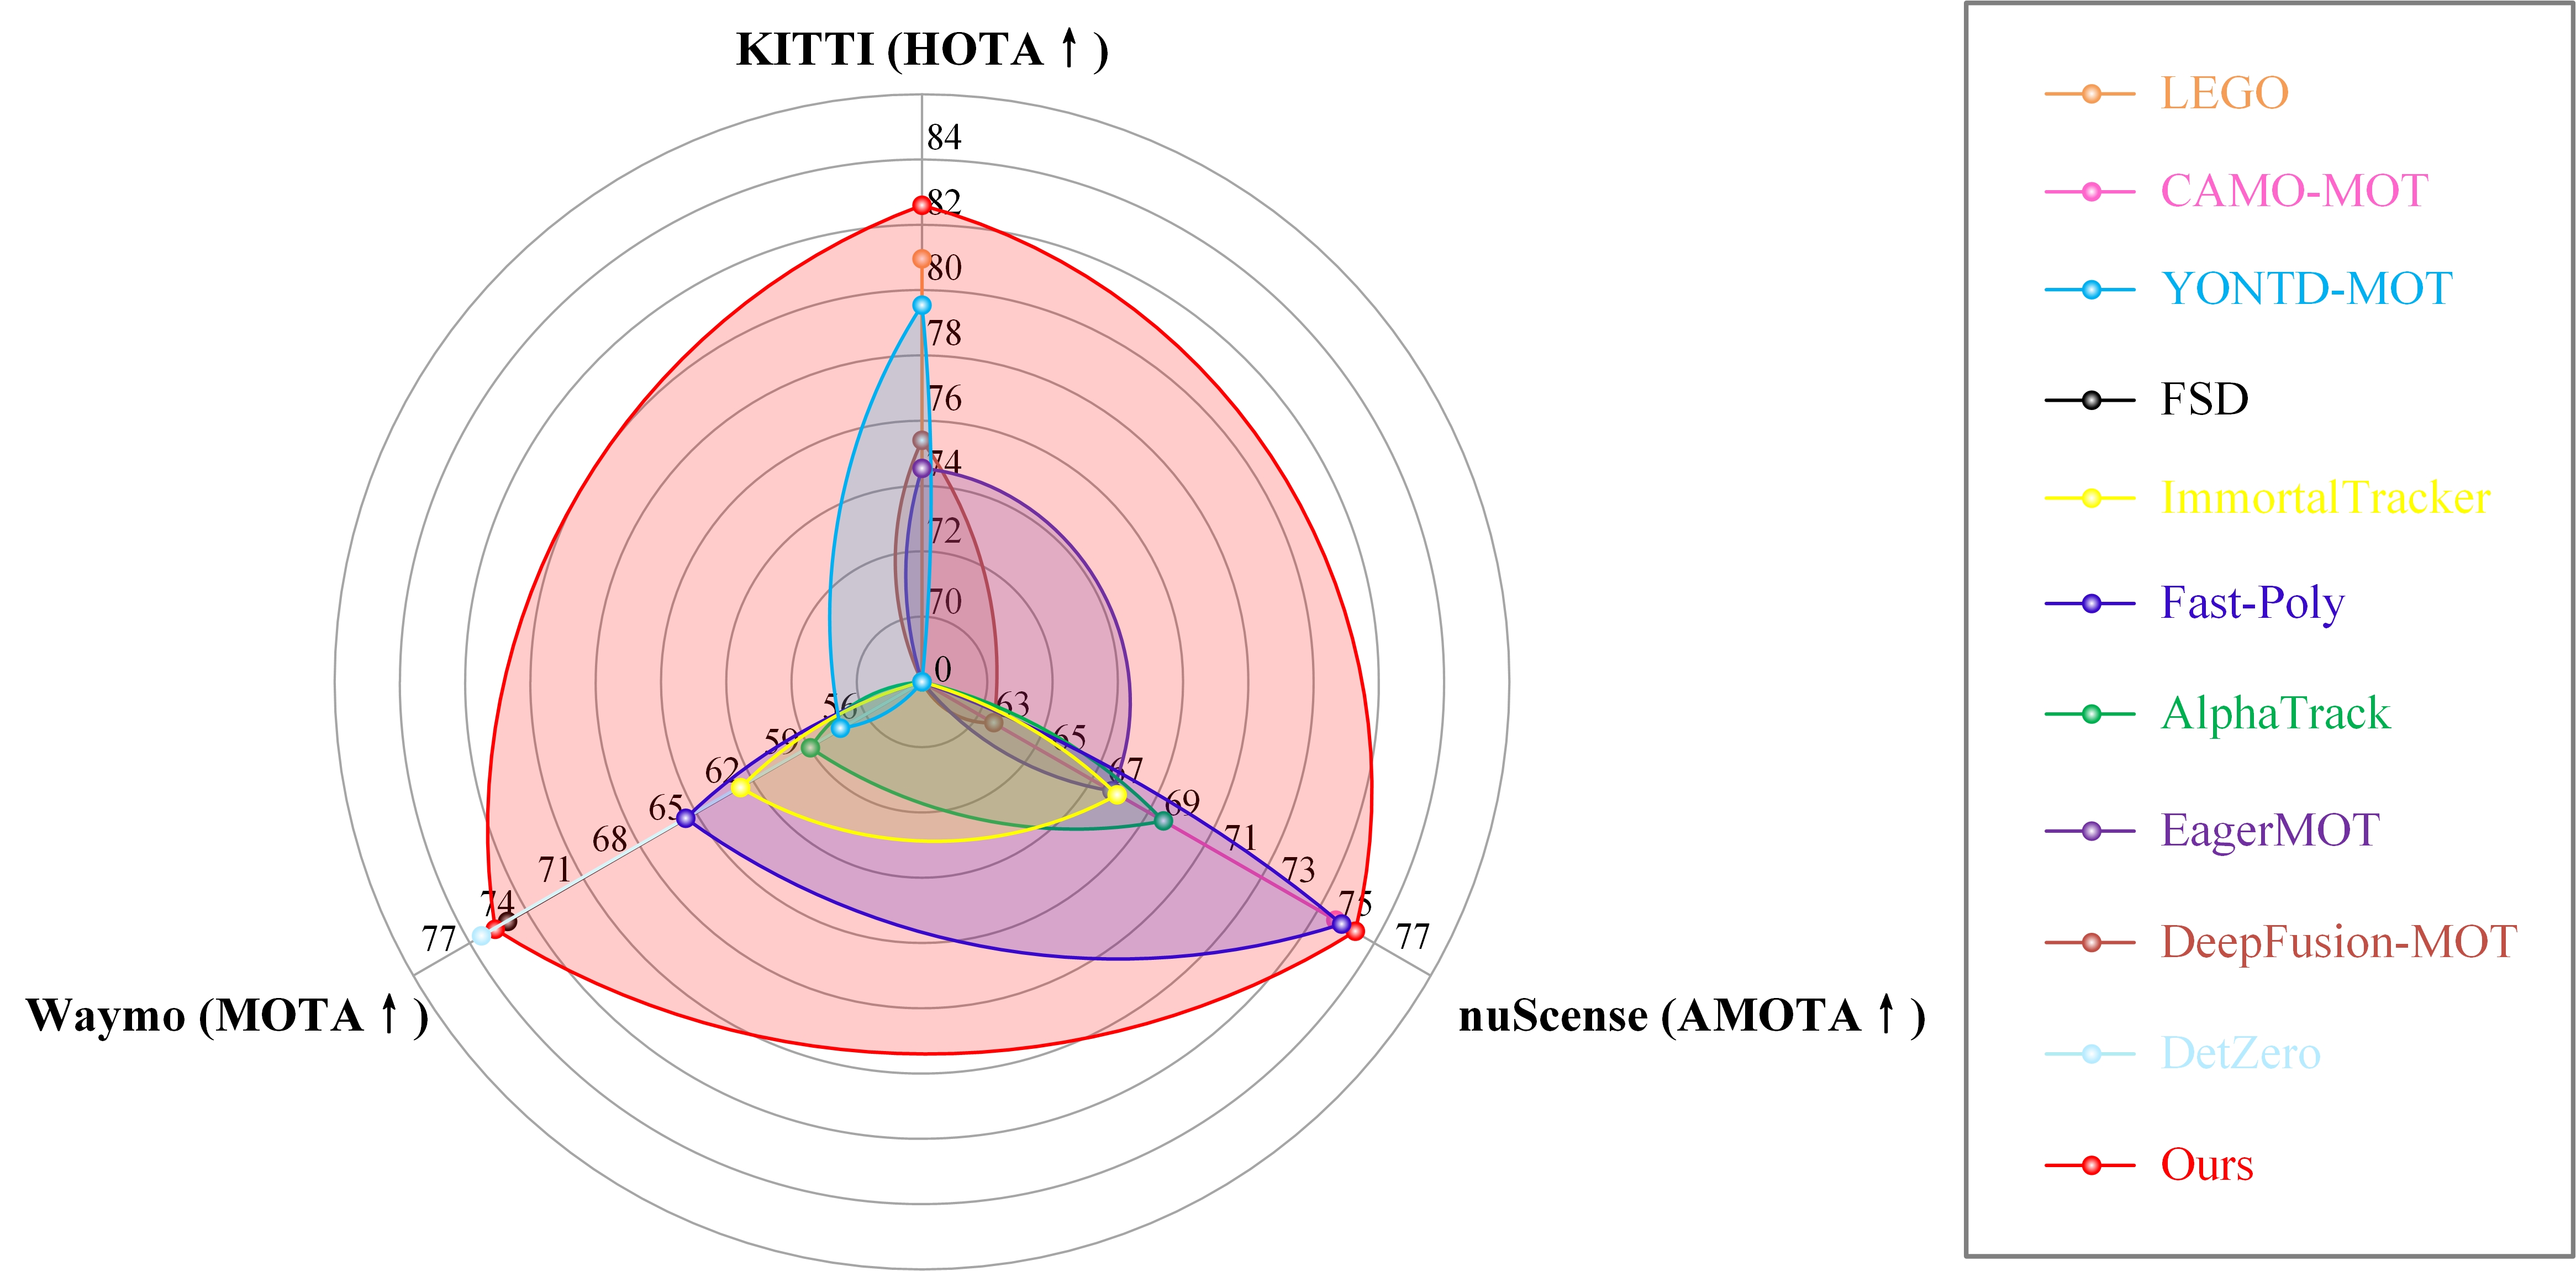 KITTI (HOTA ↑)
84
82
80
78
76
74
72
70
0
63
65
67
69
71
73
75
77
56
59
62
65
68
71
74
77
Waymo (MOTA ↑)
nuScense (AMOTA ↑)
LEGO
CAMO-MOT
YONTD-MOT
FSD
ImmortalTracker
Fast-Poly
AlphaTrack
EagerMOT
DeepFusion-MOT
DetZero
Ours